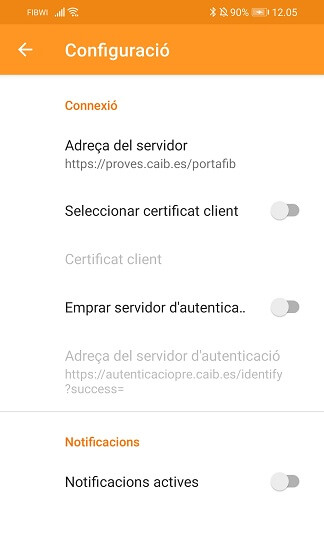 FIBWI 90% 12.05
Configuració
Connexió
Adreça del servidor
https://proves.caib.es/portafib
Seleccionar certificat client
Certificat client
Emprar servidor d'autentica..
Adreça del servidor d'autenticació
https://autenticaciopre.caib.es/identify
?success=
Notificacions
Notificacions actives